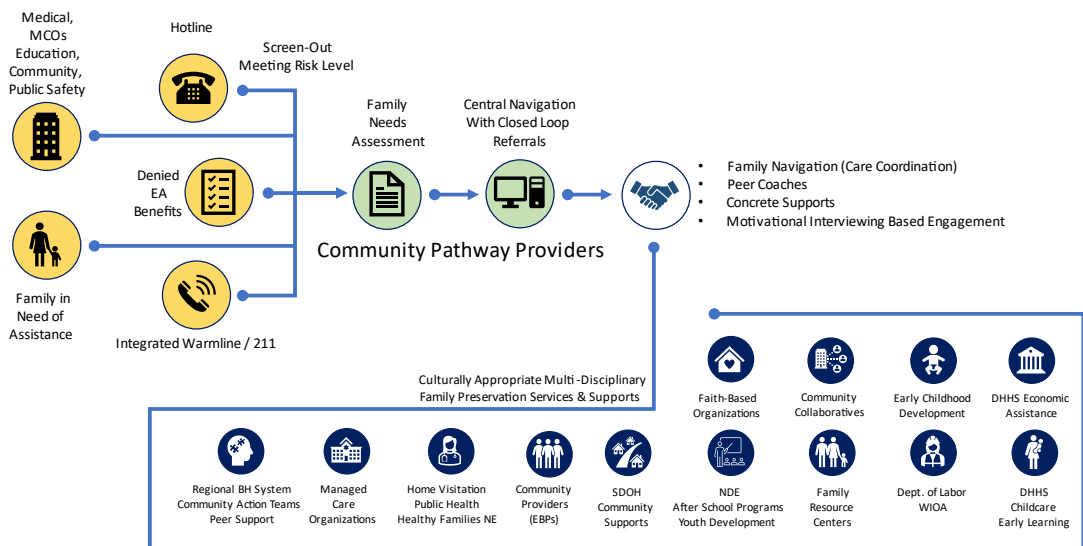 Medical,
MCOs
Education,
Community,
Public Safety
Hotline
Screen-Out
Meeting Risk Level
Denied
EA
Benefits
Family in
Need of
Assistance
Integrated Warmline / 211
Family
Needs
Assessment
Central Navigation
With Closed Loop
Referrals
Community Pathway Providers
• Family Navigation (Care Coordination)
• Peer Coaches
• Concrete Supports
• Motivational Interviewing Based Engagement
Culturally Appropriate Multi-Disciplinary
Family Preservation Services & Supports
Faith-Based
Organizations
Community
Collaboratives
Early Childhood
Development
DHHS Economic
Assistance
Regional BH System
Community Action Teams
Peer Support
Managed
Care
Organizations
Home Visitation
Public Health
Healthy Families NE
Community
Providers
(EBPs)
SDOH
Community
Supports
NDE
After School Programs
Youth Development
Family
Resource
Centers
Dept. of Labor
WIOA
DHHS
Childcare
Early Learning